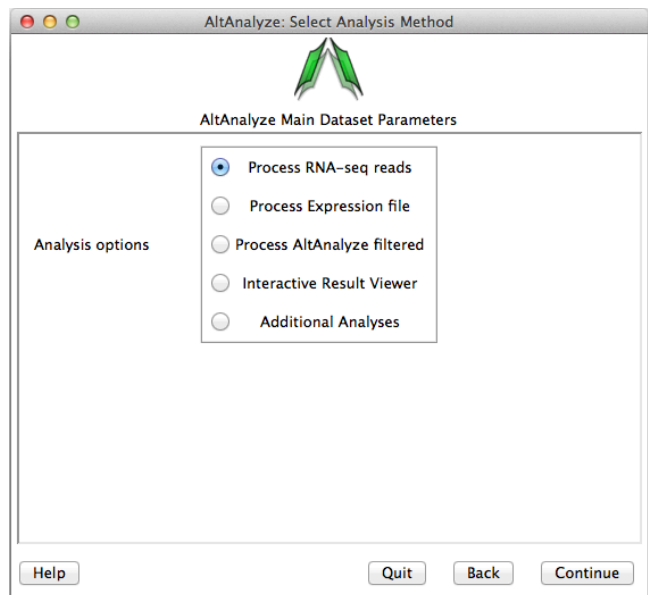 AltAnalyze: Select Analysis Method
AltAnalyze Main Dataset Parameters
Process RNA-seq reads
Process Expression file
Analysis options
Process AltAnalyze filtered
Interactive Result Viewer
Additional Analyses
Help
Quit
Back
Continue